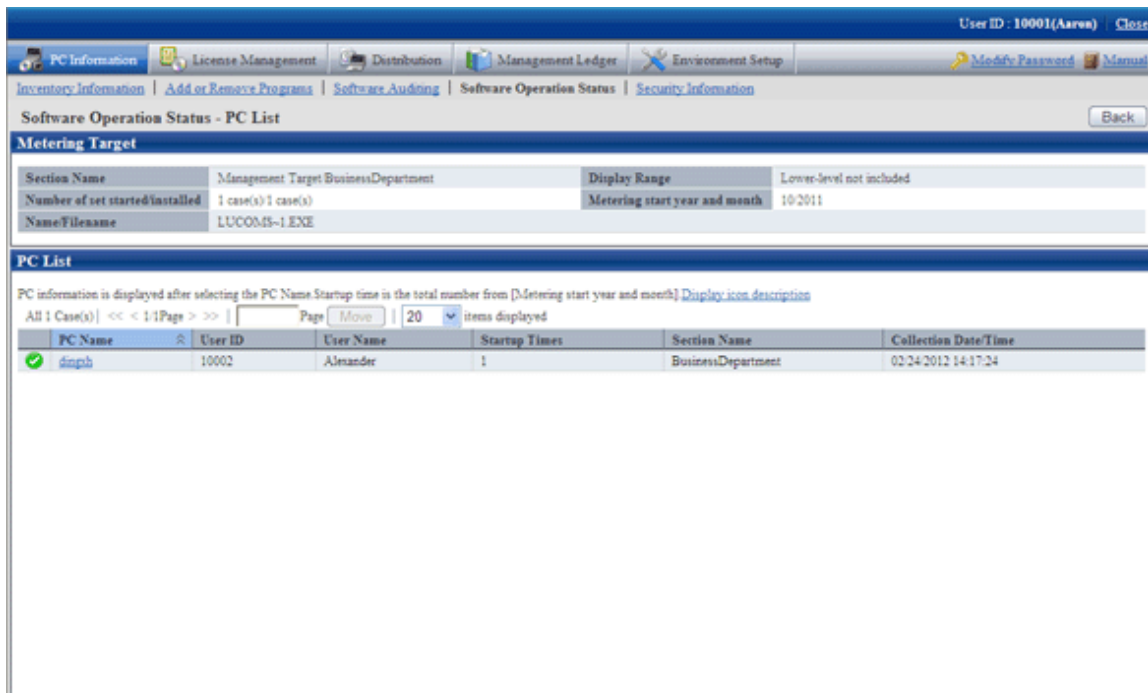 User ID : 10001(Aaron) Close
PC Information License Management Distribution Management Ledger Environment Setup Modify Password Manual
Inventory Information | Add or Remove Programs | Software Auditing | Software Operation Status | Security Information
Software Operation Status - PC List Back
Metering Target
Section Name Management Target\BusinessDepartment Display Range Lower-level not included
Number of set started/installed 1 case(s)/1 case(s) Metering start year and month 10/2011
Name/Filename LUCOMS~1.EXE
PC List
PC information is displayed after selecting the PC Name.Startup time is the total number from [Metering start year and month].Display icon description
All 1 Case(s) | << < 1/1Page > >> | Page Move | 20 items displayed
PC Name User ID User Name Startup Times Section Name Collection Date/Time
dingzh 10002 Alexander 1 BusinessDepartment 02/24/2012 14:17:24